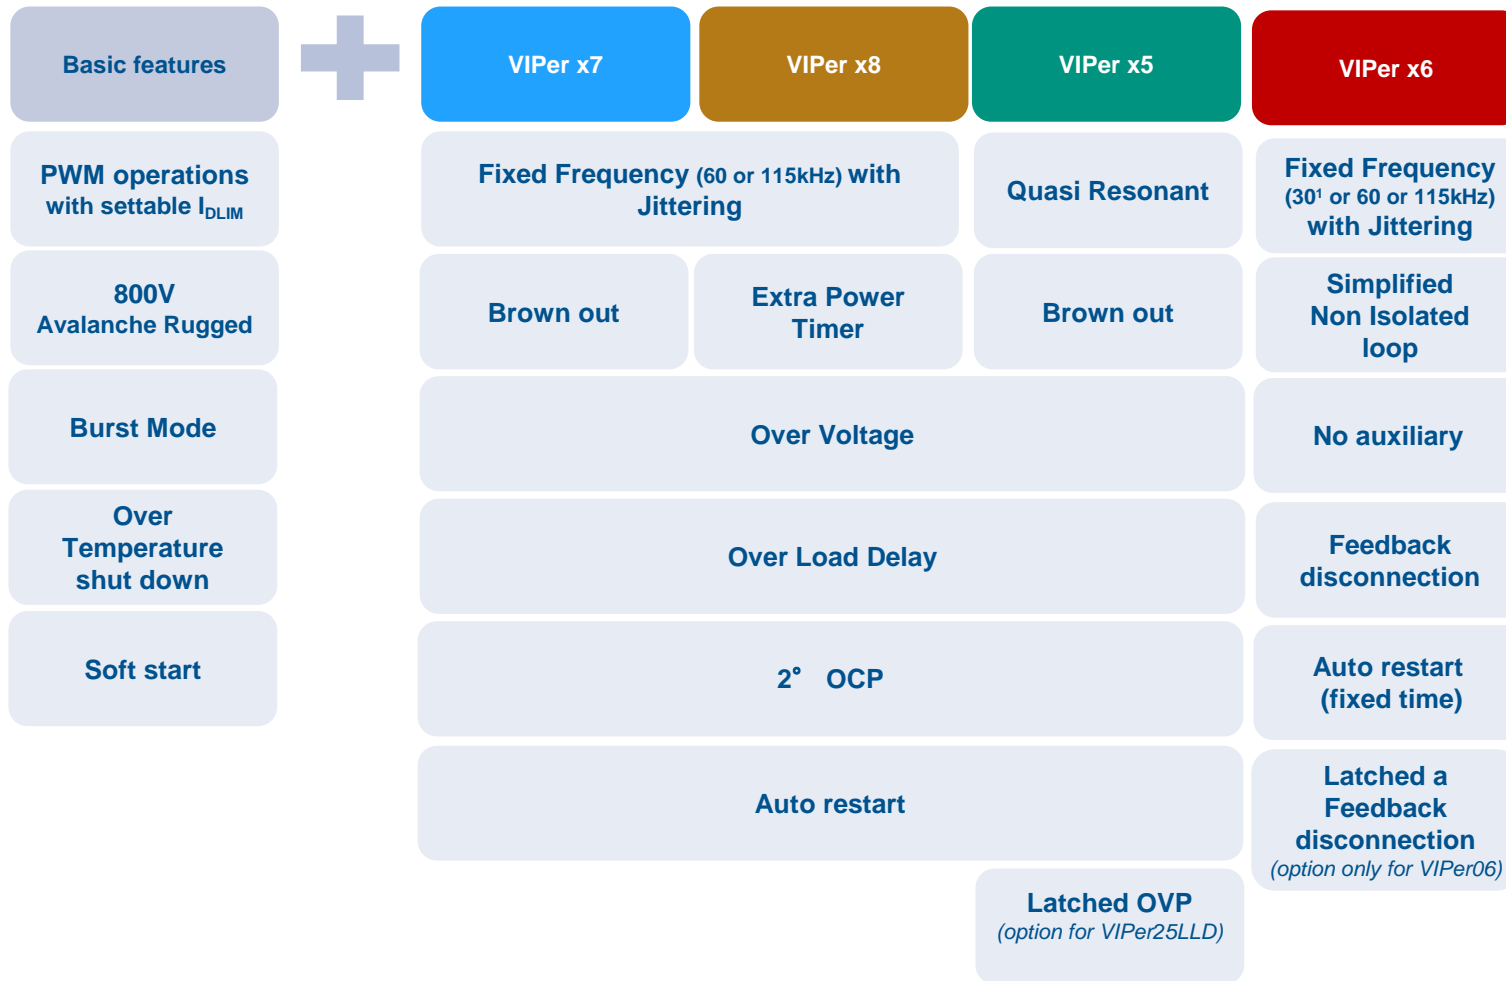 Basic features
VIPer x7
VIPer x8
VIPer x5
VIPer x6
PWM operations
with settable IDLIM
Fixed Frequency (60 or 115kHz) with
Jittering
Quasi Resonant
Fixed Frequency
(30¹ or 60 or 115kHz)
with Jittering
800V
Avalanche Rugged
Brown out
Extra Power
Timer
Brown out
Simplified
Non Isolated
loop
Burst Mode
Over Voltage
No auxiliary
Over
Temperature
shut down
Over Load Delay
Feedback
disconnection
Soft start
2° OCP
Auto restart
(fixed time)
Auto restart
Latched a
Feedback
disconnection
(option only for VIPer06)
Latched OVP
(option for VIPer25LLD)